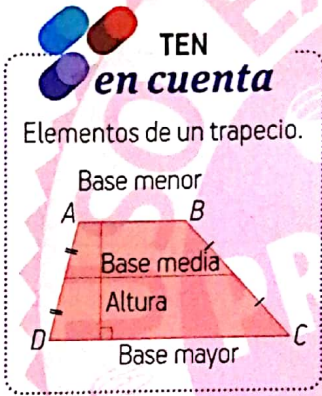 TEN
en cuenta
Elementos de un trapecio.
Base menor
A B
Base media
Altura
D C
Base mayor